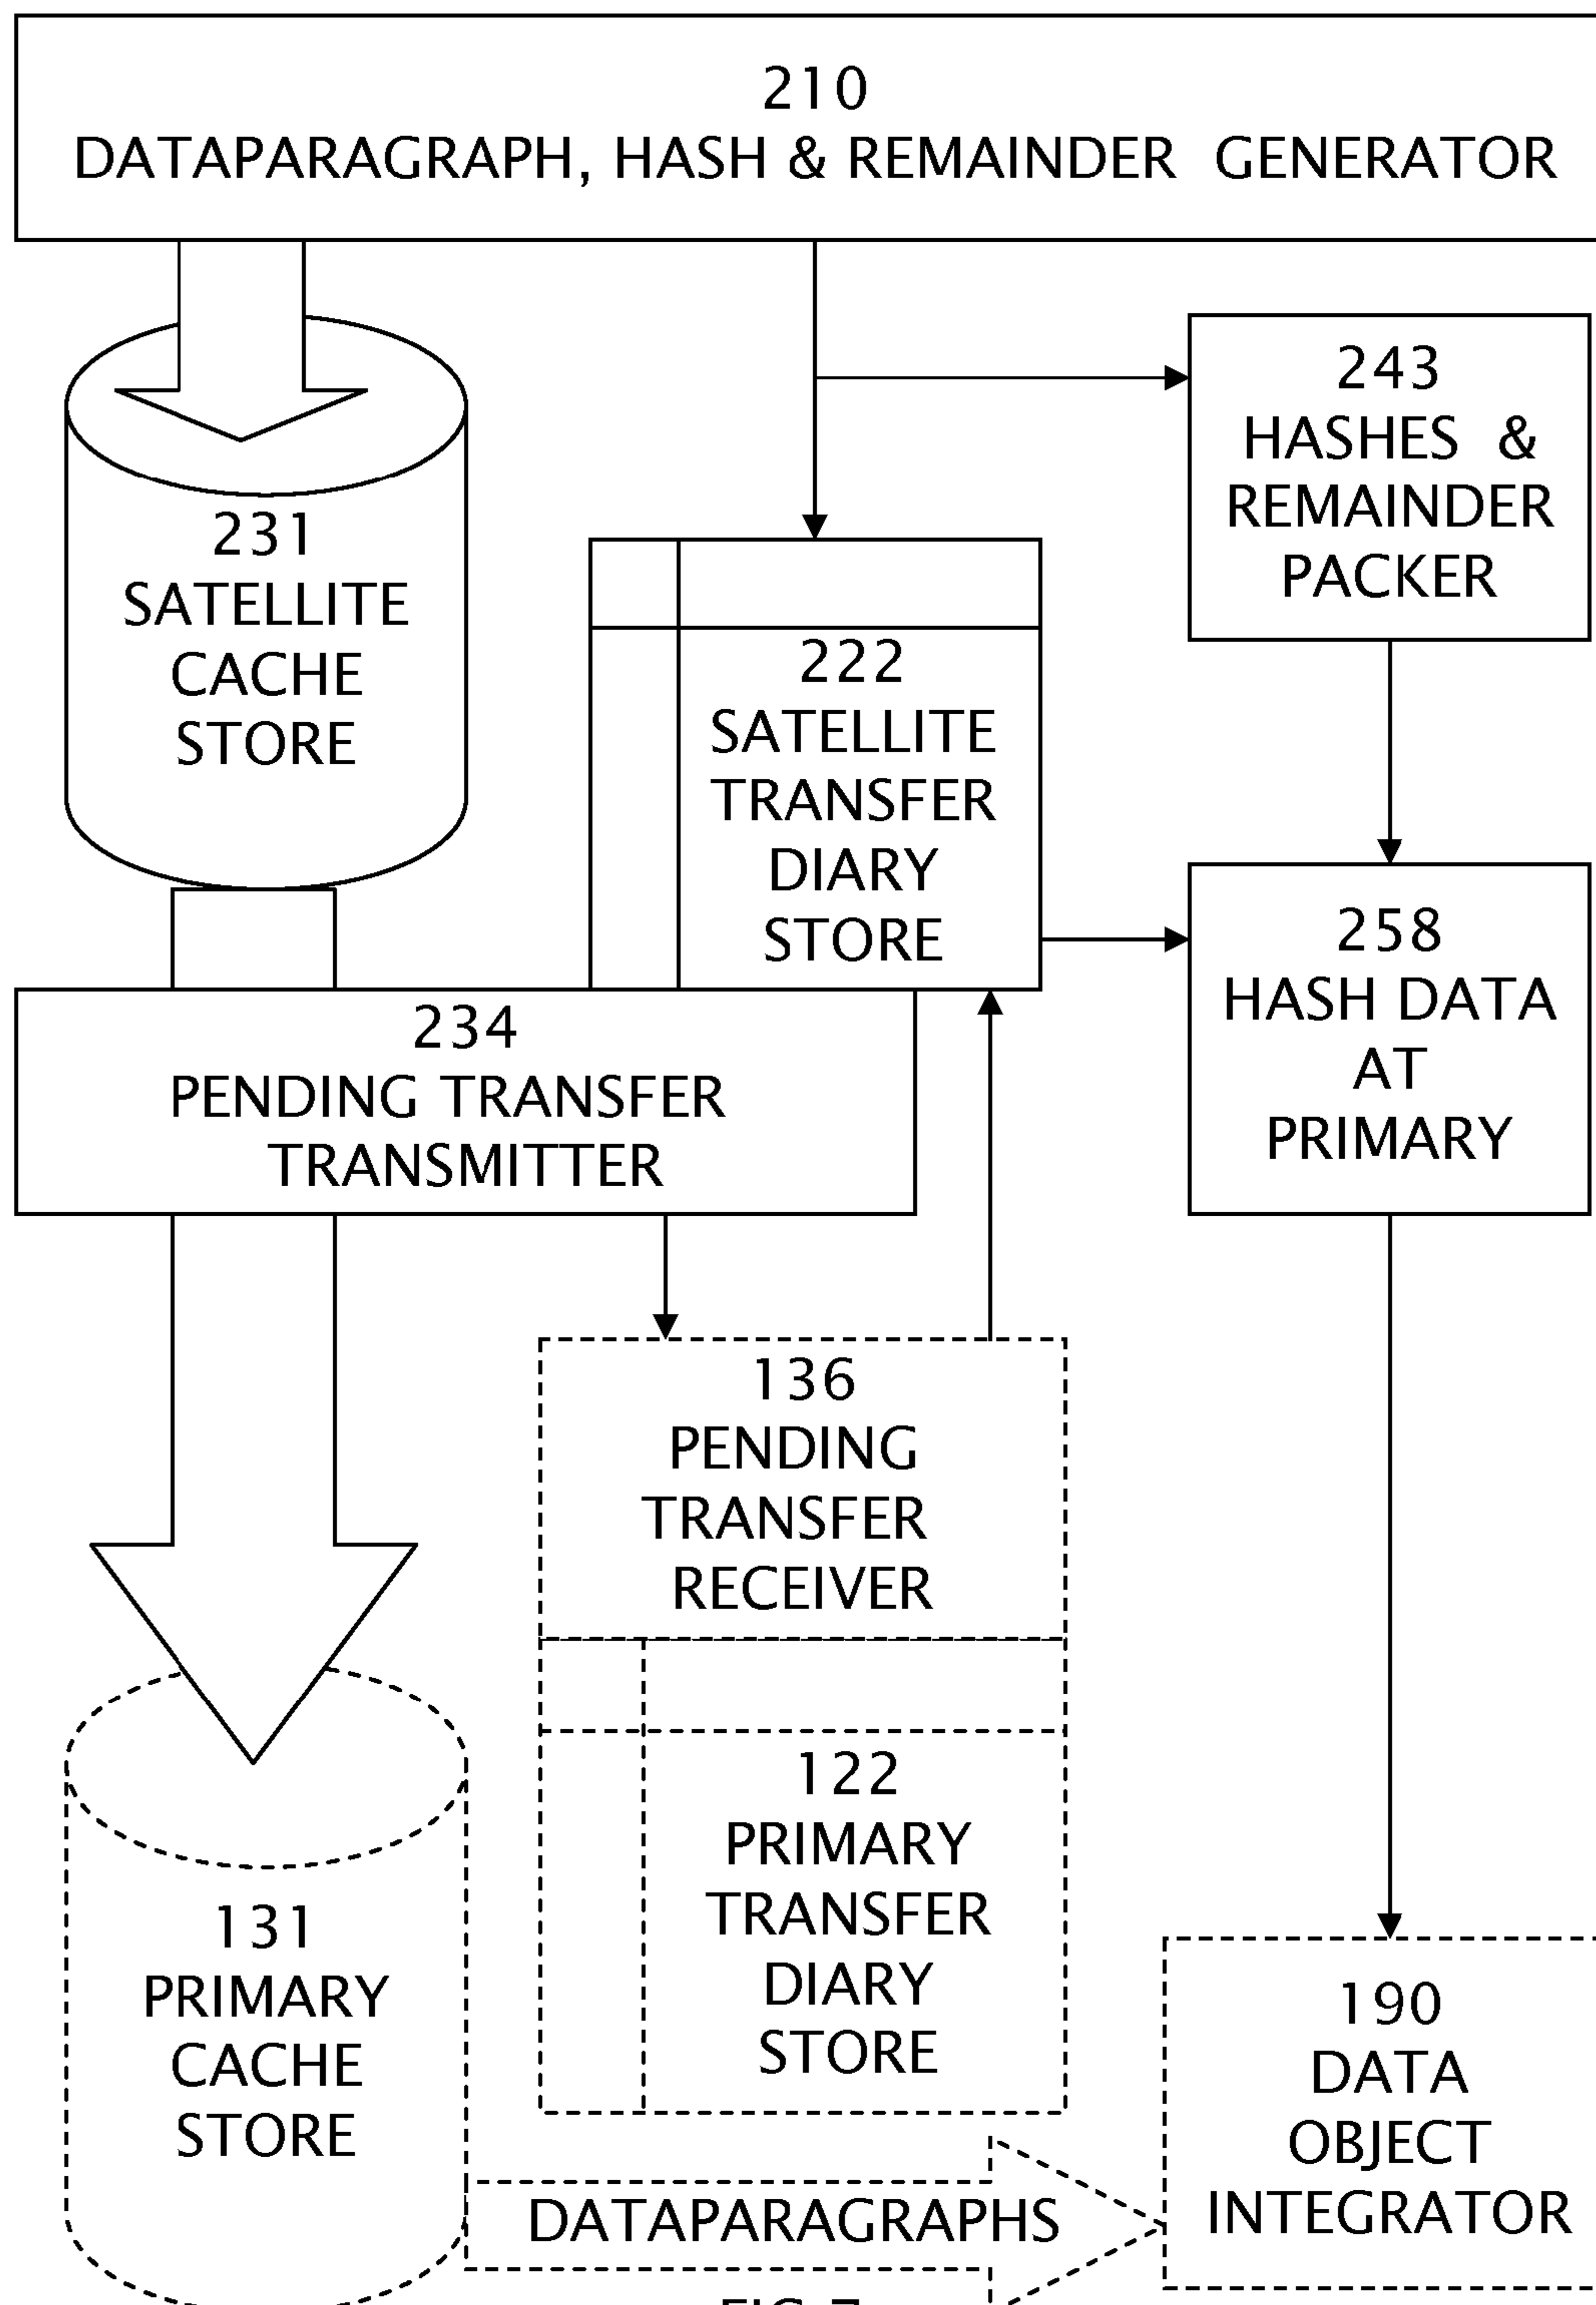 210
DATAPARAGRAPH, HASH & REMAINDER GENERATOR
243
HASHES &
REMAINDER
PACKER
231
SATELLITE
CACHE
STORE
222
SATELLITE
TRANSFER
DIARY
STORE
258
HASH DATA
AT
PRIMARY
234
PENDING TRANSFER
TRANSMITTER
136
PENDING
TRANSFER
RECEIVER
122
PRIMARY
TRANSFER
DIARY
STORE
131
PRIMARY
CACHE
STORE
190
DATA
OBJECT
INTEGRATOR
DATAPARAGRAPHS